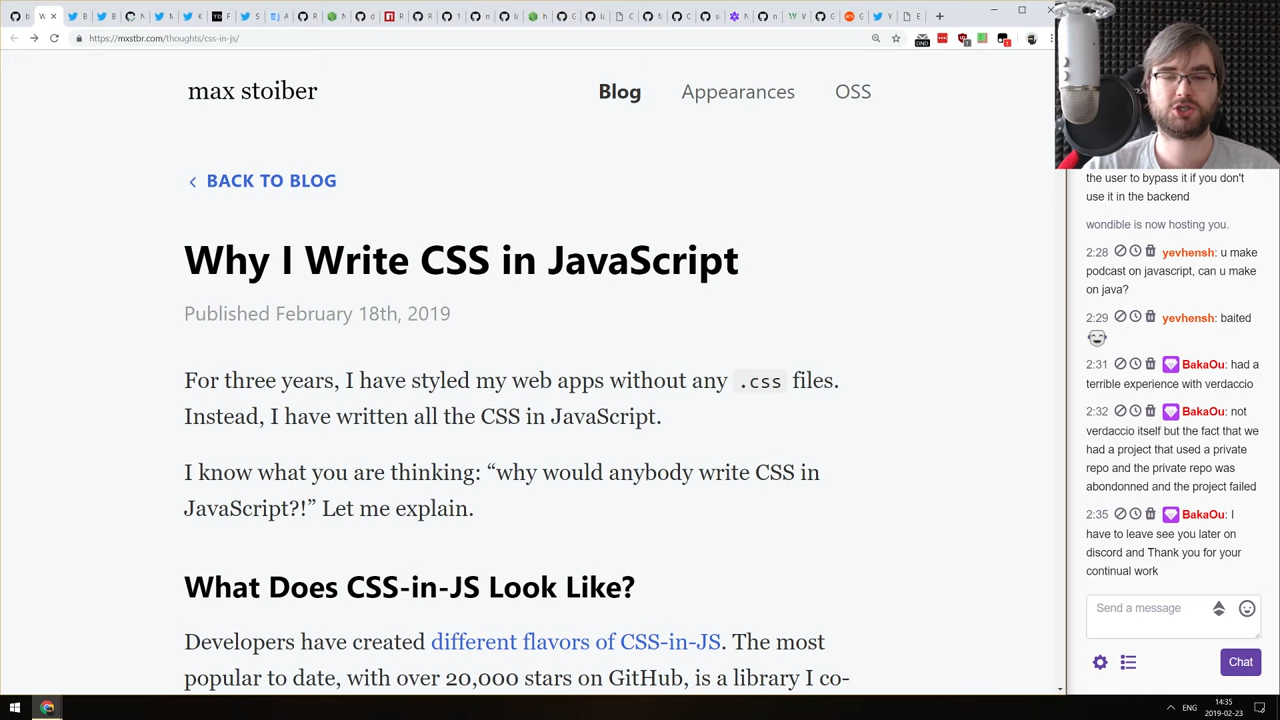 https://mxstbr.com/thoughts/css-in-js/
max stoiber
Blog
Appearances
OSS
BACK TO BLOG
Why I Write CSS in JavaScript
Published February 18th, 2019
For three years, I have styled my web apps without any .css files.
Instead, I have written all the CSS in JavaScript.
I know what you are thinking: “why would anybody write CSS in
JavaScript?!” Let me explain.
What Does CSS-in-JS Look Like?
Developers have created different flavors of CSS-in-JS. The most
popular to date, with over 20,000 stars on GitHub, is a library I co-
the user to bypass it if you don't
use it in the backend
wondible is now hosting you.
2:28 yevhensh: u make
podcast on javascript, can u make
on java?
2:29 yevhensh: baited
2:31 BakaOu: had a
terrible experience with verdaccio
2:32 BakaOu: not
verdaccio itself but the fact that we
had a project that used a private
repo and the private repo was
abondonned and the project failed
2:35 BakaOu: I
have to leave see you later on
discord and Thank you for your
continual work
Send a message
Chat
ENG
14:35
2019-02-23